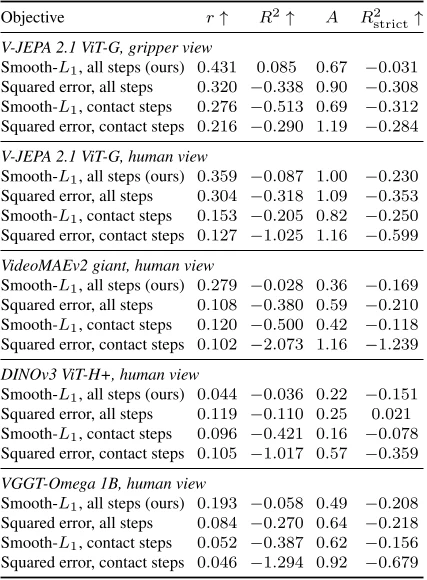 Objective r ↑ R² ↑ A R²strict ↑
V-JEPA 2.1 ViT-G, gripper view
Smooth-L₁, all steps (ours) 0.431 0.085 0.67 −0.031
Squared error, all steps 0.320 −0.338 0.90 −0.308
Smooth-L₁, contact steps 0.276 −0.513 0.69 −0.312
Squared error, contact steps 0.216 −0.290 1.19 −0.284
V-JEPA 2.1 ViT-G, human view
Smooth-L₁, all steps (ours) 0.359 −0.087 1.00 −0.230
Squared error, all steps 0.304 −0.318 1.09 −0.353
Smooth-L₁, contact steps 0.153 −0.205 0.82 −0.250
Squared error, contact steps 0.127 −1.025 1.16 −0.599
VideoMAEv2 giant, human view
Smooth-L₁, all steps (ours) 0.279 −0.028 0.36 −0.169
Squared error, all steps 0.108 −0.380 0.59 −0.210
Smooth-L₁, contact steps 0.120 −0.500 0.42 −0.118
Squared error, contact steps 0.102 −2.073 1.16 −1.239
DINOv3 ViT-H+, human view
Smooth-L₁, all steps (ours) 0.044 −0.036 0.22 −0.151
Squared error, all steps 0.119 −0.110 0.25 0.021
Smooth-L₁, contact steps 0.096 −0.421 0.16 −0.078
Squared error, contact steps 0.105 −1.017 0.57 −0.359
VGGT-Omega 1B, human view
Smooth-L₁, all steps (ours) 0.193 −0.058 0.49 −0.208
Squared error, all steps 0.084 −0.270 0.64 −0.218
Smooth-L₁, contact steps 0.052 −0.387 0.62 −0.156
Squared error, contact steps 0.046 −1.294 0.92 −0.679